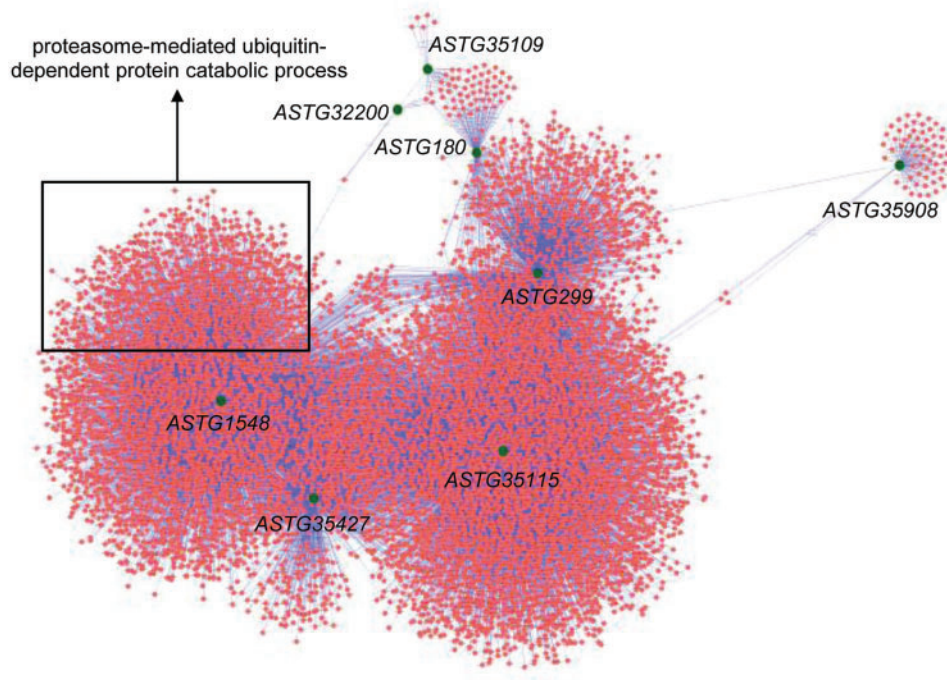 proteasome-mediated ubiquitin-
dependent protein catabolic process
ASTG35109
ASTG32200
ASTG180
ASTG35908
ASTG299
ASTG1548
ASTG35115
ASTG35427